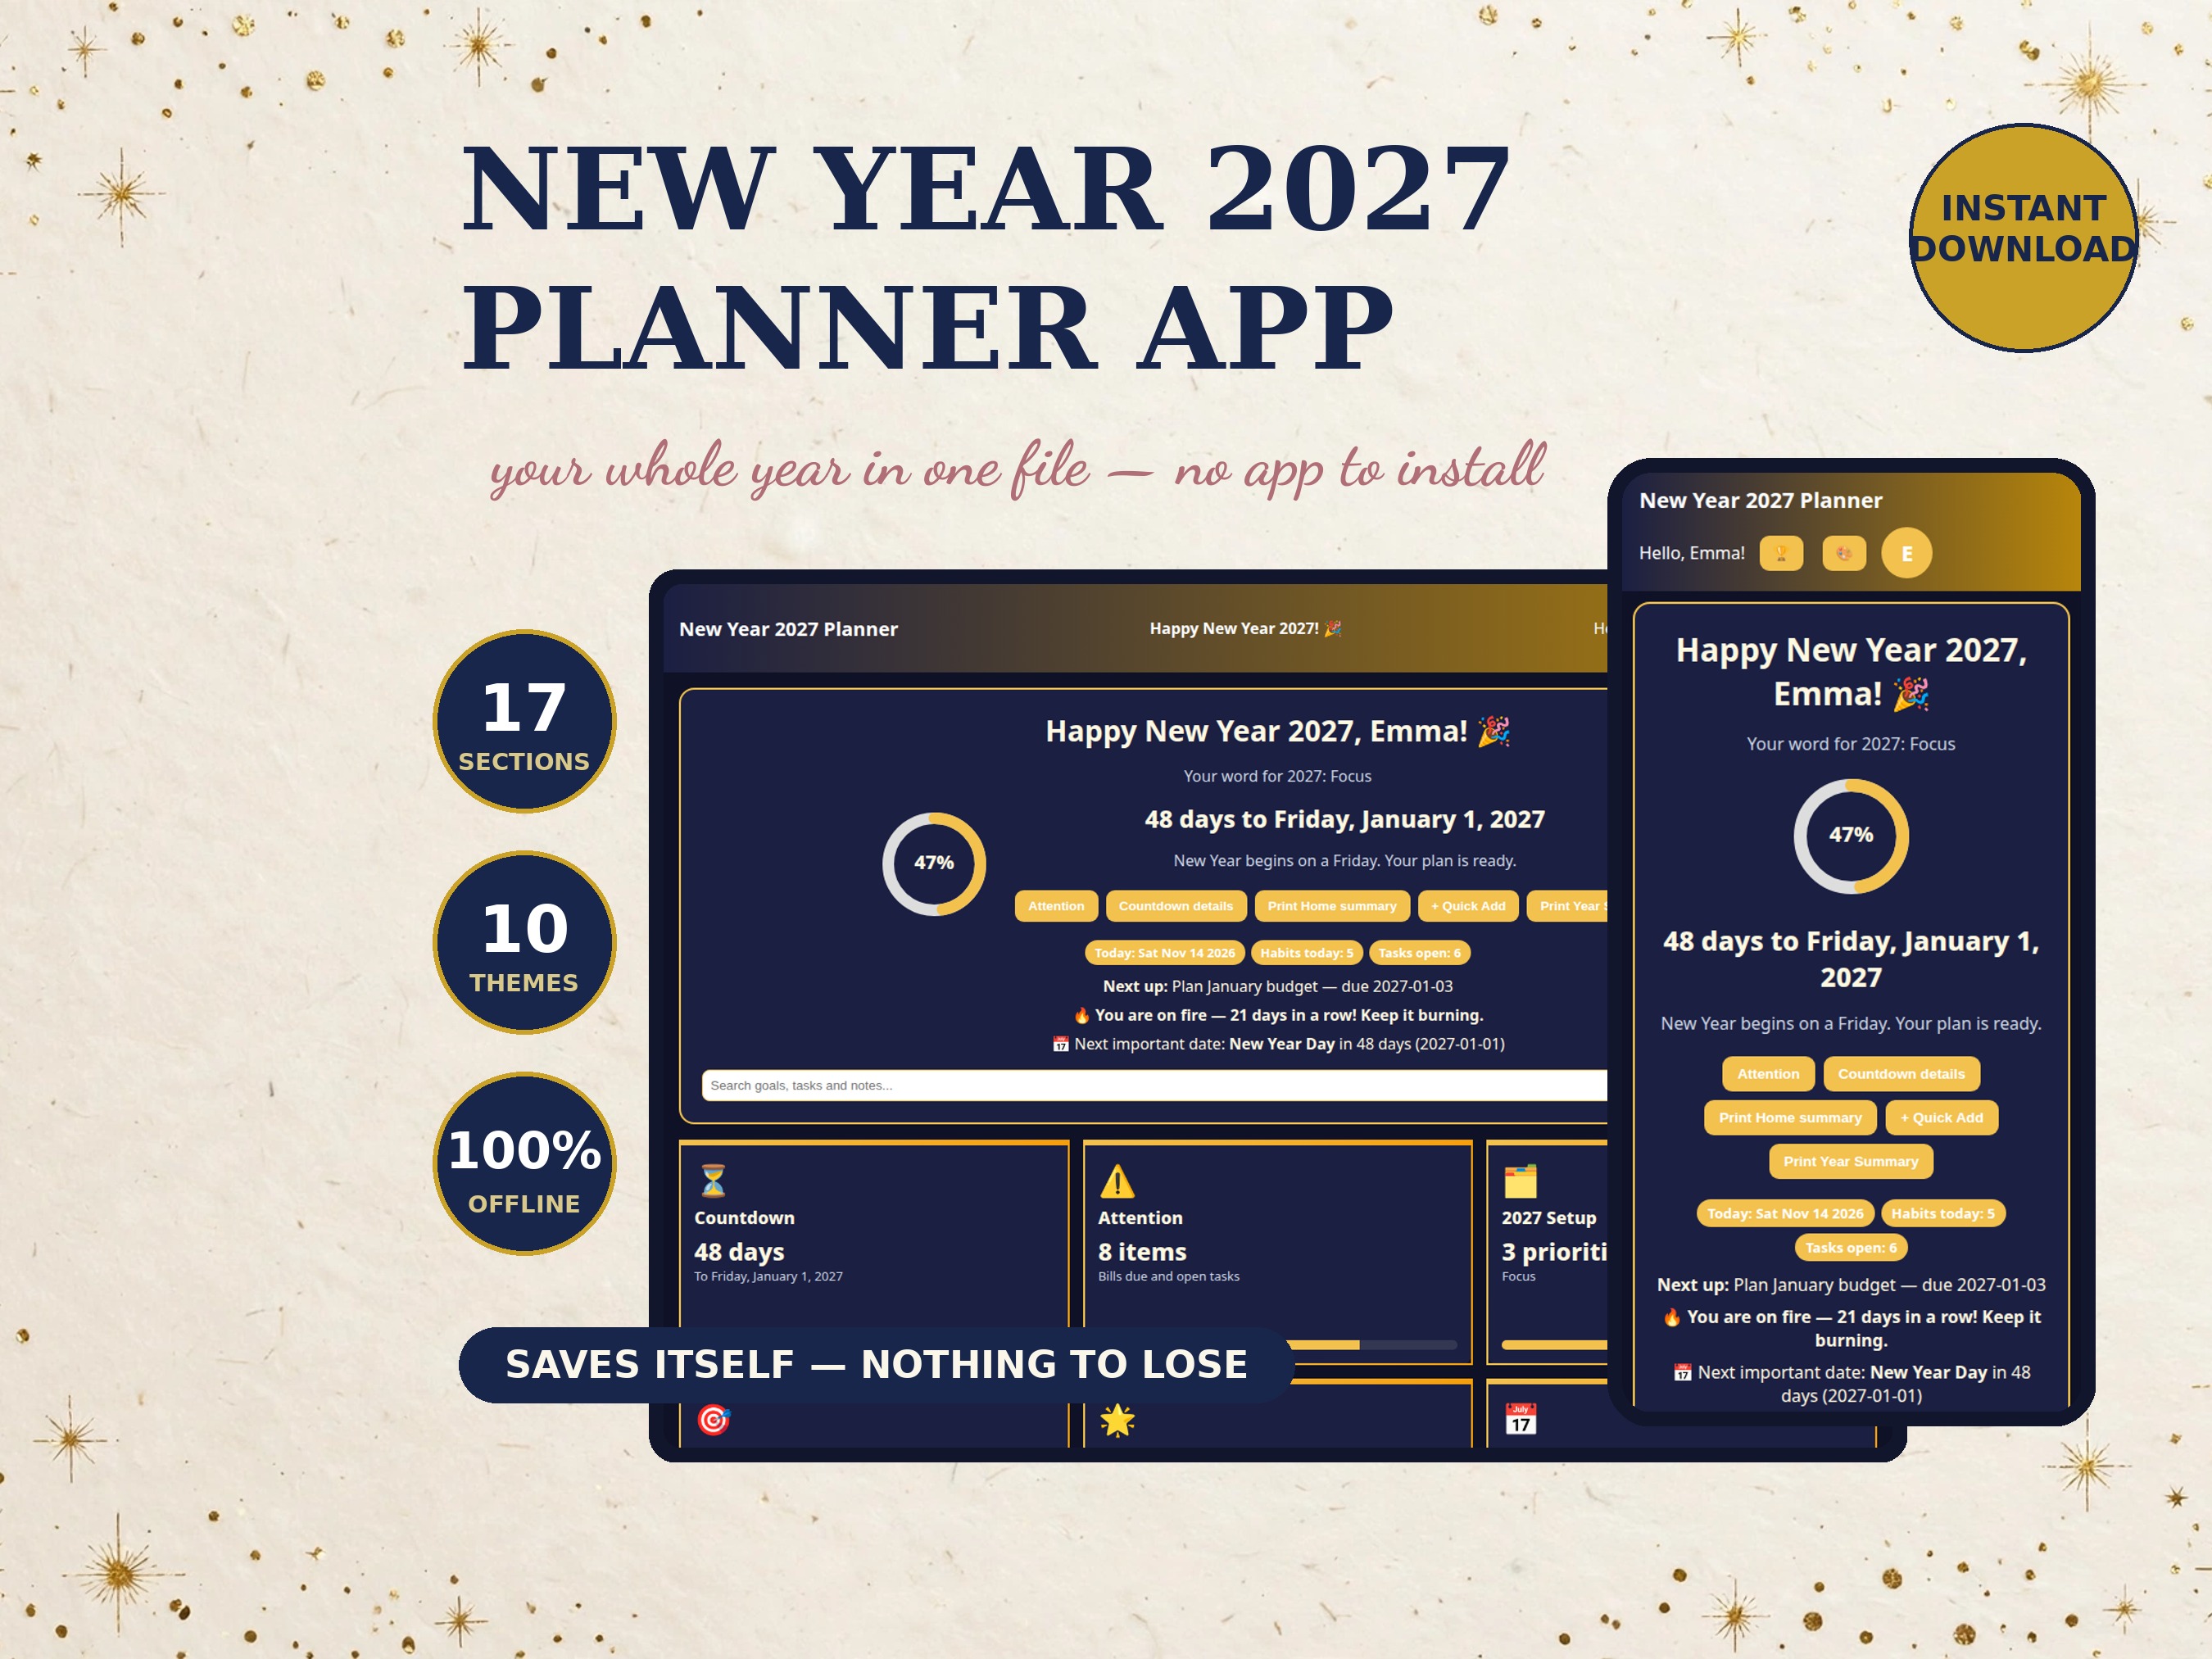 NEW YEAR 2027
PLANNER APP
INSTANT
DOWNLOAD
your whole year in one file — no app to install
17
SECTIONS
10
THEMES
100%
OFFLINE
New Year 2027 Planner
Happy New Year 2027! 🎉
Happy New Year 2027, Emma! 🎉
Your word for 2027: Focus
47%
48 days to Friday, January 1, 2027
New Year begins on a Friday. Your plan is ready.
Attention
Countdown details
Print Home summary
+ Quick Add
Print Year
Today: Sat Nov 14 2026
Habits today: 5
Tasks open: 6
Next up: Plan January budget — due 2027-01-03
🔥 You are on fire — 21 days in a row! Keep it burning.
📅 Next important date: New Year Day in 48 days (2027-01-01)
Search goals, tasks and notes...
Countdown
48 days
To Friday, January 1, 2027
Attention
8 items
Bills due and open tasks
2027 Setup
3 prioriti
Focus
SAVES ITSELF — NOTHING TO LOSE
July
17
New Year 2027 Planner
Hello, Emma!
E
Happy New Year 2027,
Emma! 🎉
Your word for 2027: Focus
47%
48 days to Friday, January 1,
2027
New Year begins on a Friday. Your plan is ready.
Attention
Countdown details
Print Home summary
+ Quick Add
Print Year Summary
Today: Sat Nov 14 2026
Habits today: 5
Tasks open: 6
Next up: Plan January budget — due 2027-01-03
🔥 You are on fire — 21 days in a row! Keep it
burning.
📅 Next important date: New Year Day in 48
days (2027-01-01)